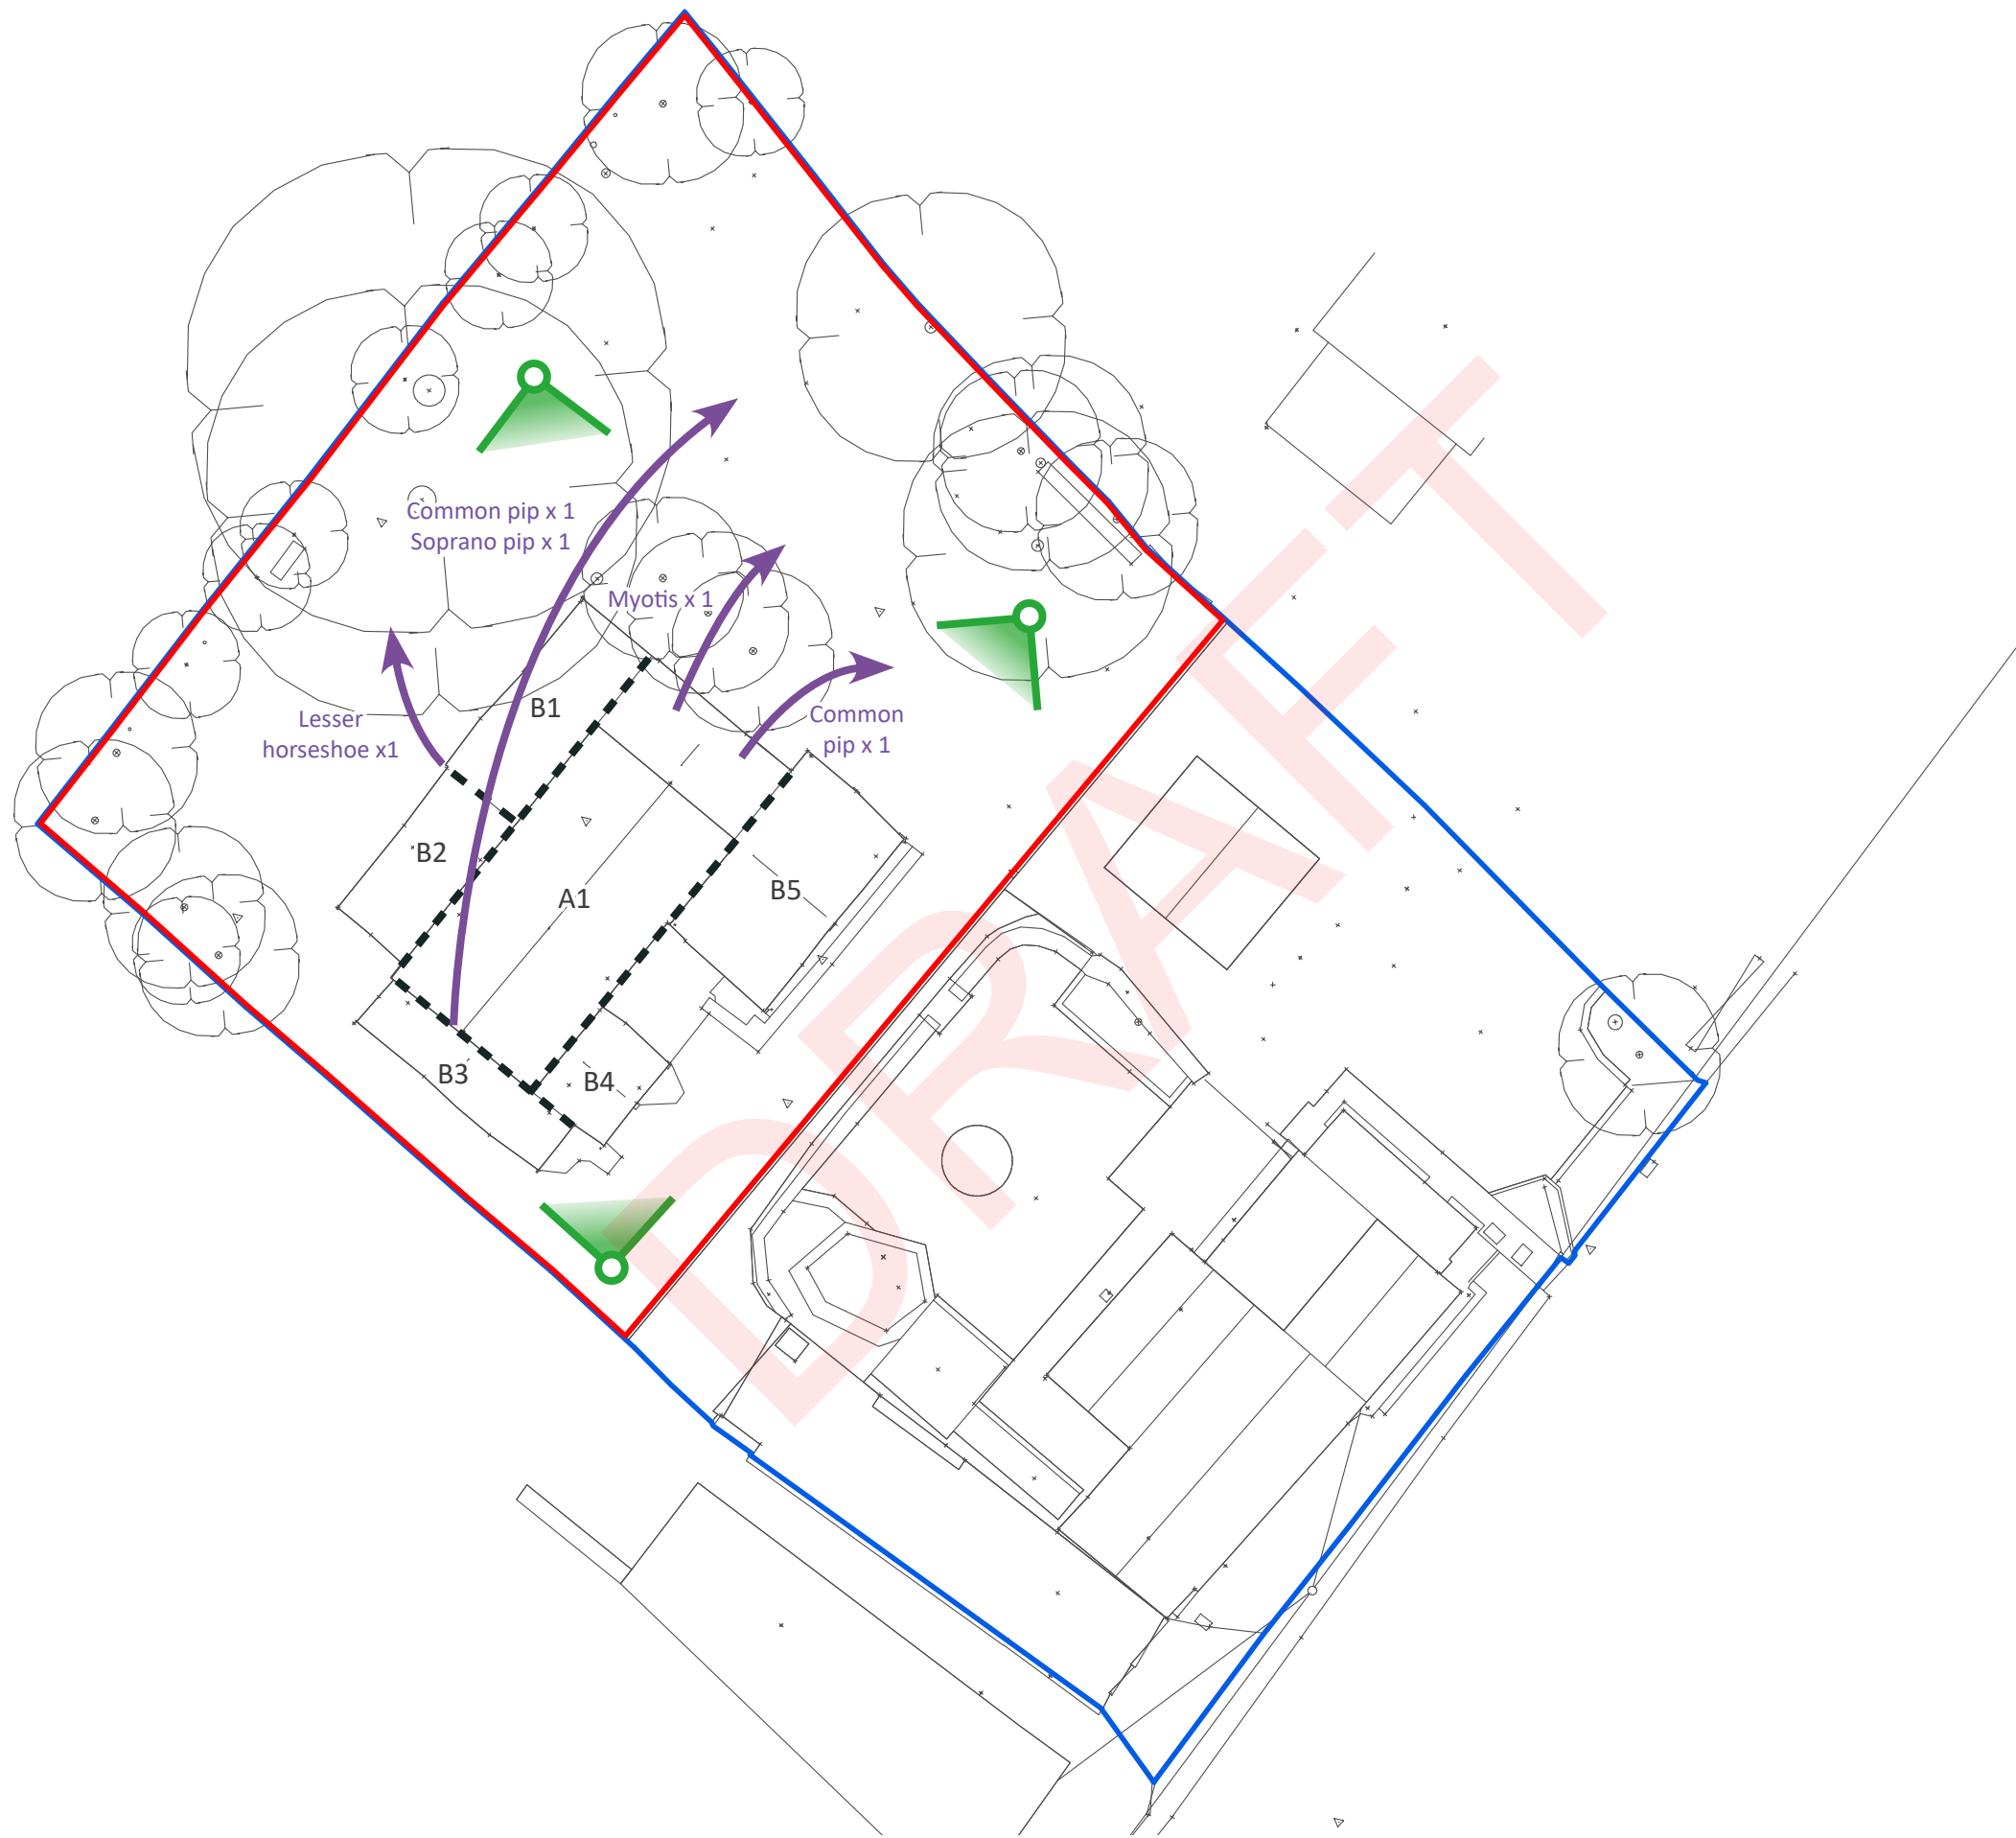 Common pip x 1
Soprano pip x 1
Myotis x 1
Lesser
horseshoe x1
Common
pip x 1
B1
B2
A1
B5
B3
B4
DRAFT